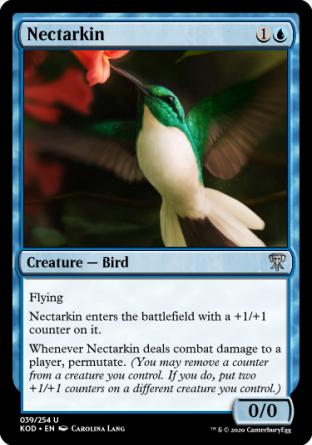 Nectarkin 1
Creature — Bird
Flying
Nectarkin enters the battlefield with a +1/+1
counter on it.
Whenever Nectarkin deals combat damage to a
player, permutate. (You may remove a counter
from a creature you control. If you do, put two
+1/+1 counters on a different creature you control.)
0/0
039/254 U
KOD • EN Carolina Lang
™ & © 2020 CanterburyEgg